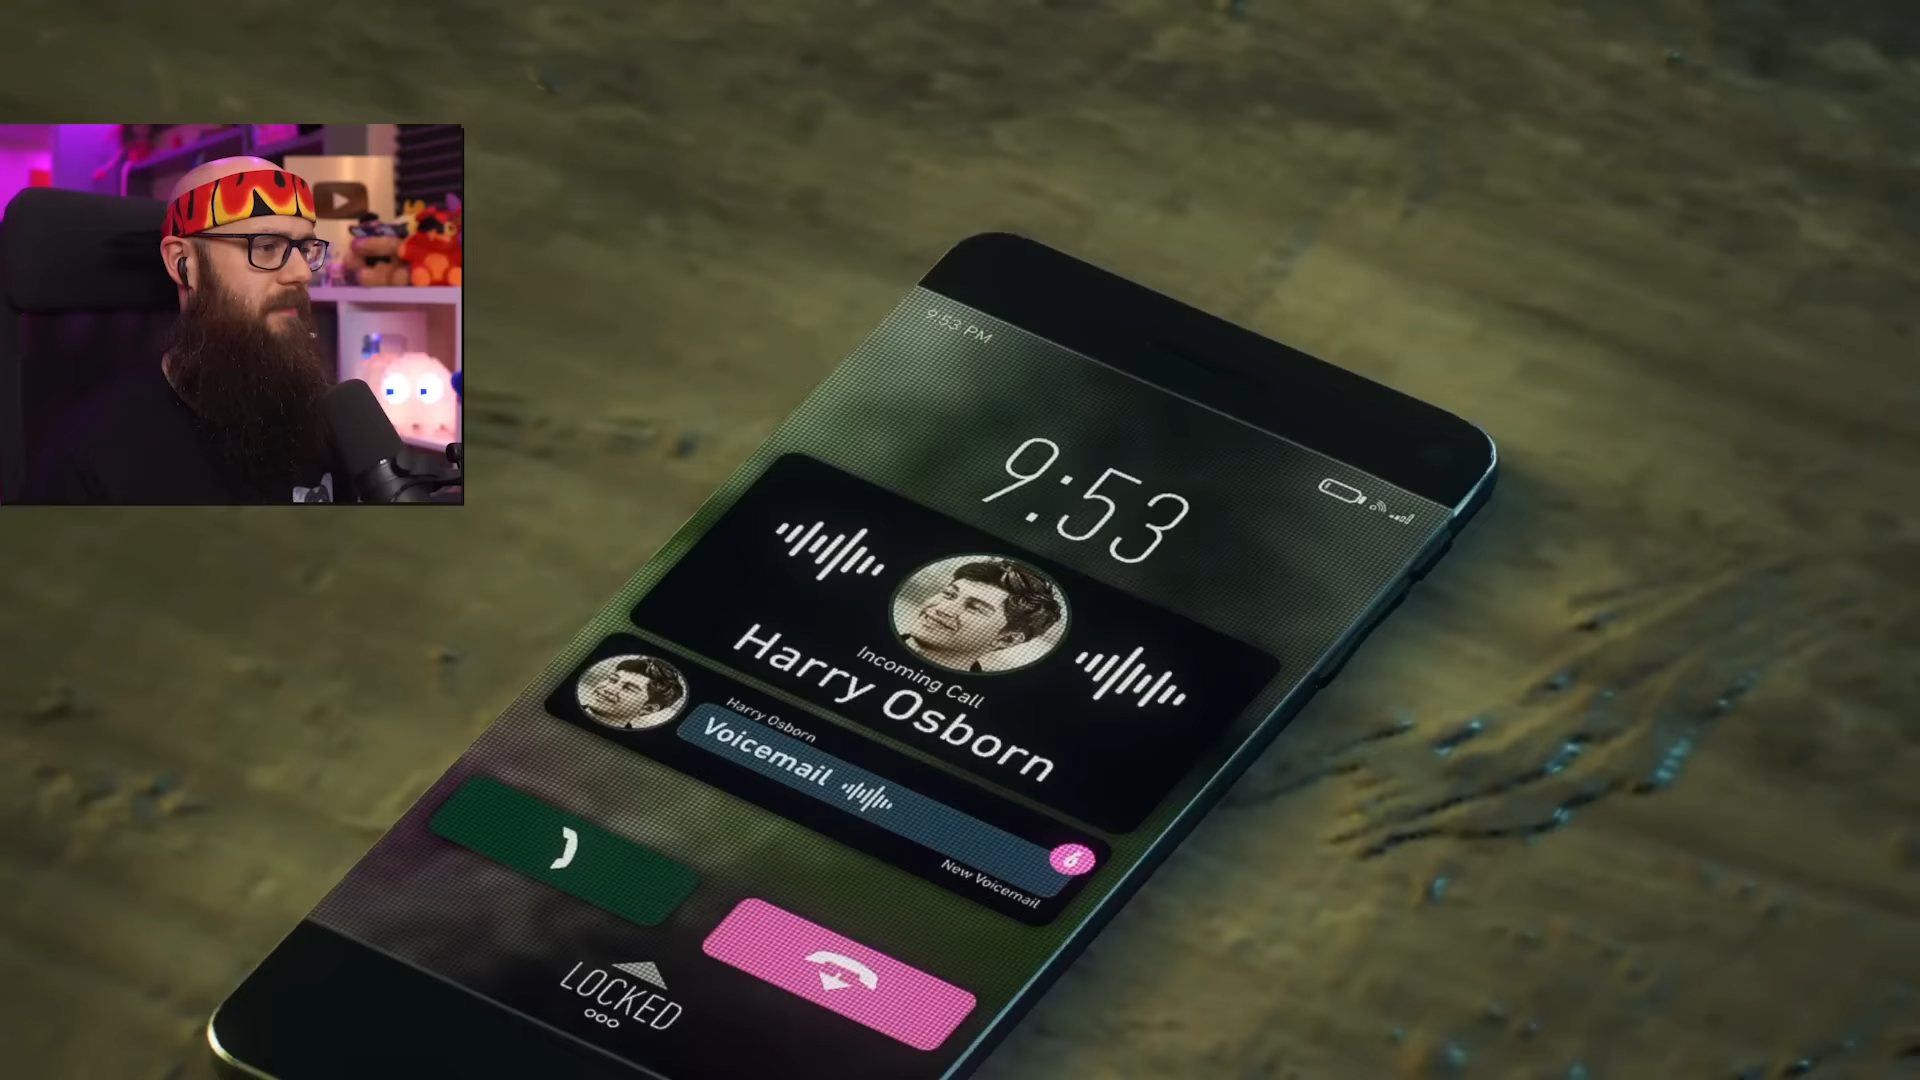 9:53 PM
9:53
Incoming Call
Harry Osborn
Harry Osborn
Voicemail
6
New Voicemail
LOCKED